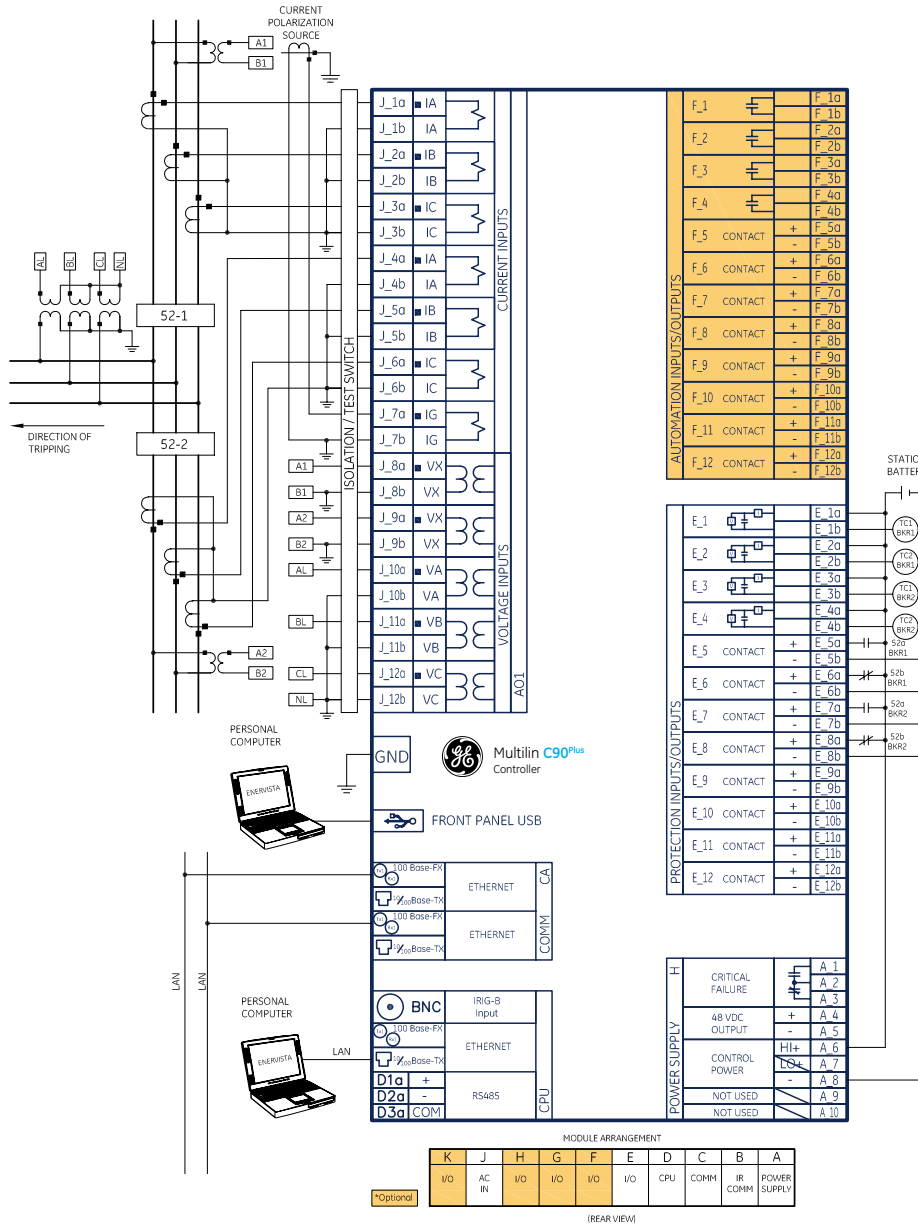 CURRENT
POLARIZATION
SOURCE
A1
B1
AL
BL
CL
NL
52-1
52-2
DIRECTION OF
TRIPPING
A2
B2
ISOLATION / TEST SWITCH
A1
B1
A2
B2
AL
BL
CL
NL
J_1a IA
J_1b IA
J_2a IB
J_2b IB
J_3a IC
J_3b IC
J_4a IA
J_4b IA
J_5a IB
J_5b IB
J_6a IC
J_6b IC
J_7a IG
J_7b IG
J_8a VX
J_8b VX
J_9a VX
J_9b VX
J_10a VA
J_10b VA
J_11a VB
J_11b VB
J_12a VC
J_12b VC
CURRENT INPUTS
VOLTAGE INPUTS
A01
GND
Multilin C90Plus
Controller
PERSONAL
COMPUTER
ENERVISTA
FRONT PANEL USB
100 Base-FX
ETHERNET
10/100Base-TX
100 Base-FX
ETHERNET
10/100Base-TX
CA
COMM
LAN
LAN
PERSONAL
COMPUTER
ENERVISTA
LAN
BNC
IRIG-B
Input
100 Base-FX
ETHERNET
10/100Base-TX
D1a +
D2a -
D3a COM
RS485
CPU
AUTOMATION INPUTS/OUTPUTS
F_1 F_1a
F_1b
F_2 F_2a
F_2b
F_3 F_3a
F_3b
F_4 F_4a
F_4b
F_5 CONTACT + F_5a
- F_5b
F_6 CONTACT + F_6a
- F_6b
F_7 CONTACT + F_7a
- F_7b
F_8 CONTACT + F_8a
- F_8b
F_9 CONTACT + F_9a
- F_9b
F_10 CONTACT + F_10a
- F_10b
F_11 CONTACT + F_11a
- F_11b
F_12 CONTACT + F_12a
- F_12b
STATIO
BATTER
PROTECTION INPUTS/OUTPUTS
E_1 E_1a
E_1b
E_2 E_2a
E_2b
E_3 E_3a
E_3b
E_4 E_4a
E_4b
E_5 CONTACT + E_5a
- E_5b
E_6 CONTACT + E_6a
- E_6b
E_7 CONTACT + E_7a
- E_7b
E_8 CONTACT + E_8a
- E_8b
E_9 CONTACT + E_9a
- E_9b
E_10 CONTACT + E_10a
- E_10b
E_11 CONTACT + E_11a
- E_11b
E_12 CONTACT + E_12a
- E_12b
TC1
BKR1
TC2
BKR1
TC1
BKR2
TC2
BKR2
52a
BKR1
52b
BKR1
52a
BKR2
52b
BKR2
POWER SUPPLY H
CRITICAL
FAILURE
A_1
A_2
A_3
48 VDC
OUTPUT
+ A_4
- A_5
CONTROL
POWER
HI+ A_6
LO+ A_7
- A_8
NOT USED A_9
NOT USED A_10
MODULE ARRANGEMENT
K J H G F E D C B A
I/O AC IN I/O I/O I/O I/O CPU COMM IR COMM POWER SUPPLY
*Optional
(REAR VIEW)